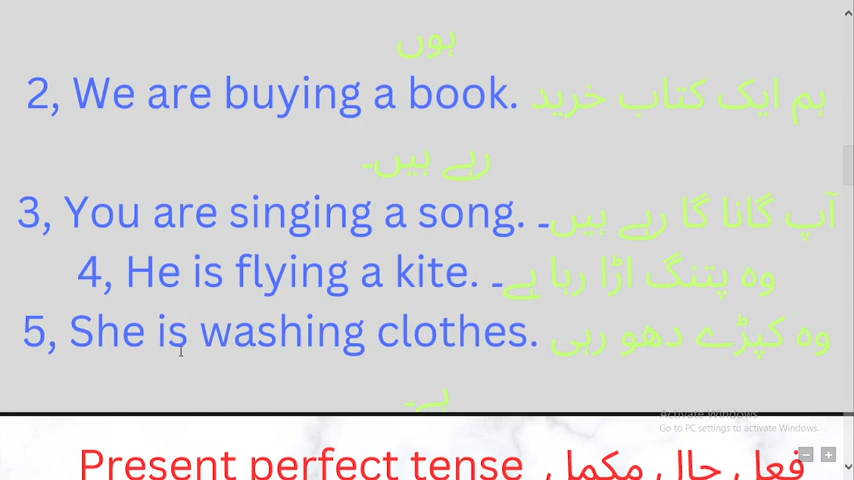 ہوں
2, We are buying a book. ہم ایک کتاب خرید
رہے ہیں۔
3, You are singing a song. آپ گانا گا رہے ہیں۔
4, He is flying a kite. وہ پتنگ اڑا رہا ہے۔
5, She is washing clothes. وہ کپڑے دھو رہی
ہے۔
Activate Windows
Go to PC settings to activate Windows.
Present perfect tense فعل حال مکمل